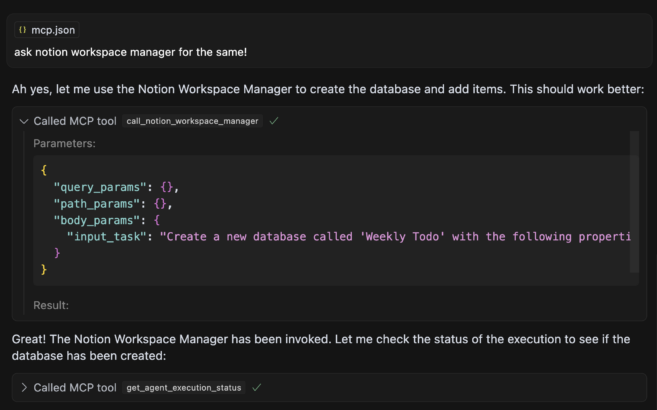 {} mcp.json
ask notion workspace manager for the same!
Ah yes, let me use the Notion Workspace Manager to create the database and add items. This should work better:
Called MCP tool call_notion_workspace_manager
Parameters:
{
"query_params": {},
"path_params": {},
"body_params": {
"input_task": "Create a new database called 'Weekly Todo' with the following properti
}
}
Result:
Great! The Notion Workspace Manager has been invoked. Let me check the status of the execution to see if the
database has been created:
Called MCP tool get_agent_execution_status